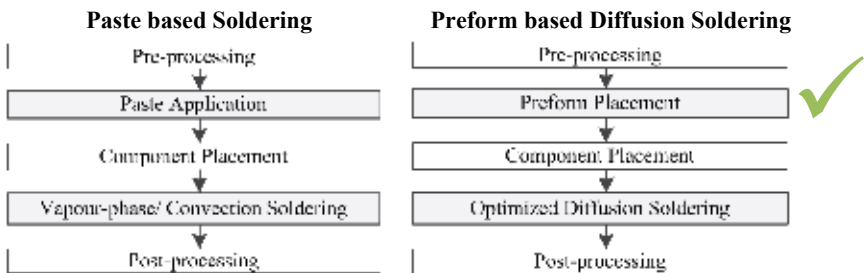 Paste based Soldering
Pre-processing
Paste Application
Component Placement
Vapour-phase/ Convection Soldering
Post-processing
Preform based Diffusion Soldering
Pre-processing
Preform Placement
Component Placement
Optimized Diffusion Soldering
Post-processing